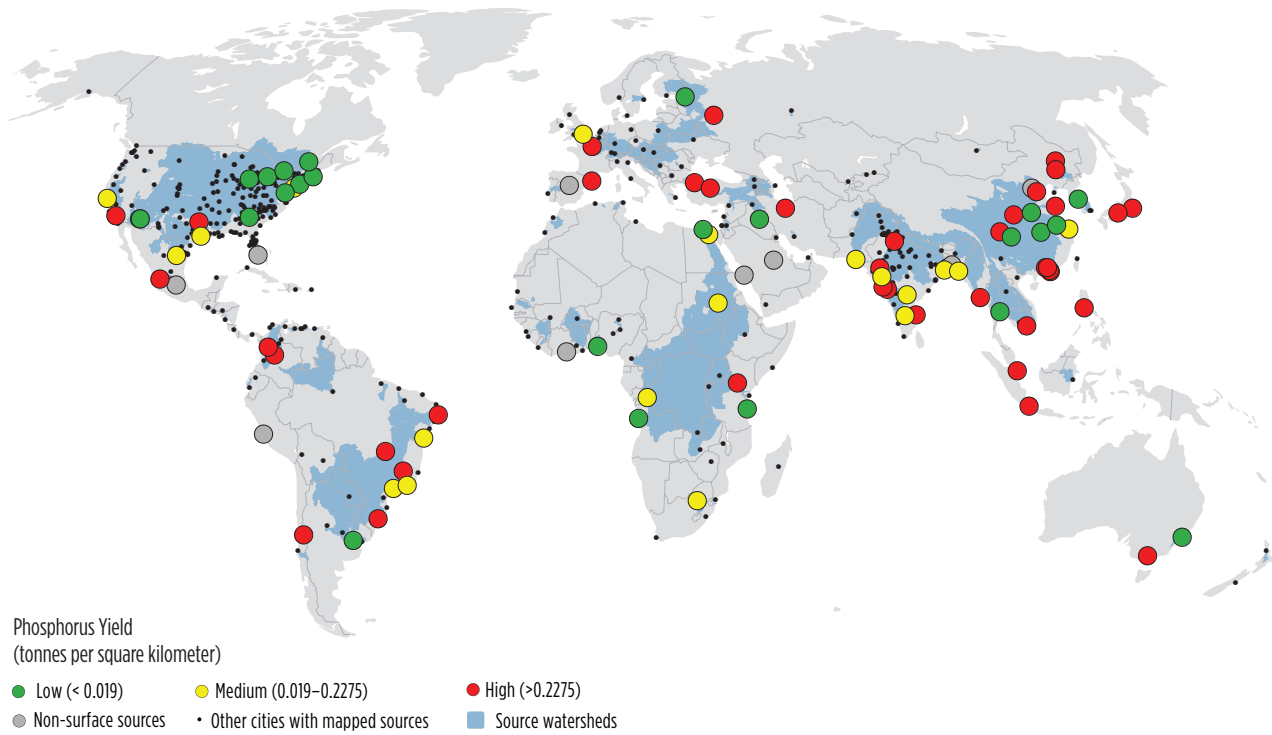 Phosphorus Yield
(tonnes per square kilometer)
Low (< 0.019)
Medium (0.019–0.2275)
High (>0.2275)
Non-surface sources
Other cities with mapped sources
Source watersheds